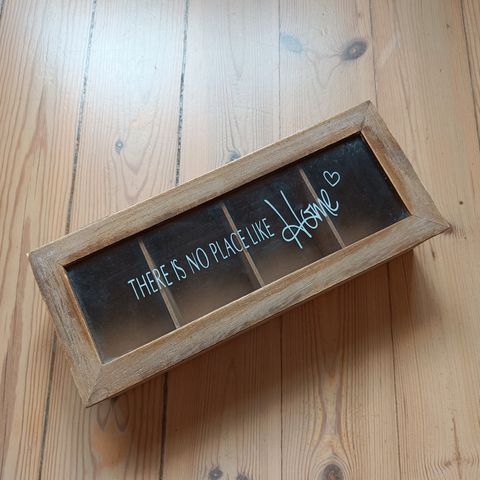 THERE IS NO PLACE LIKE Home